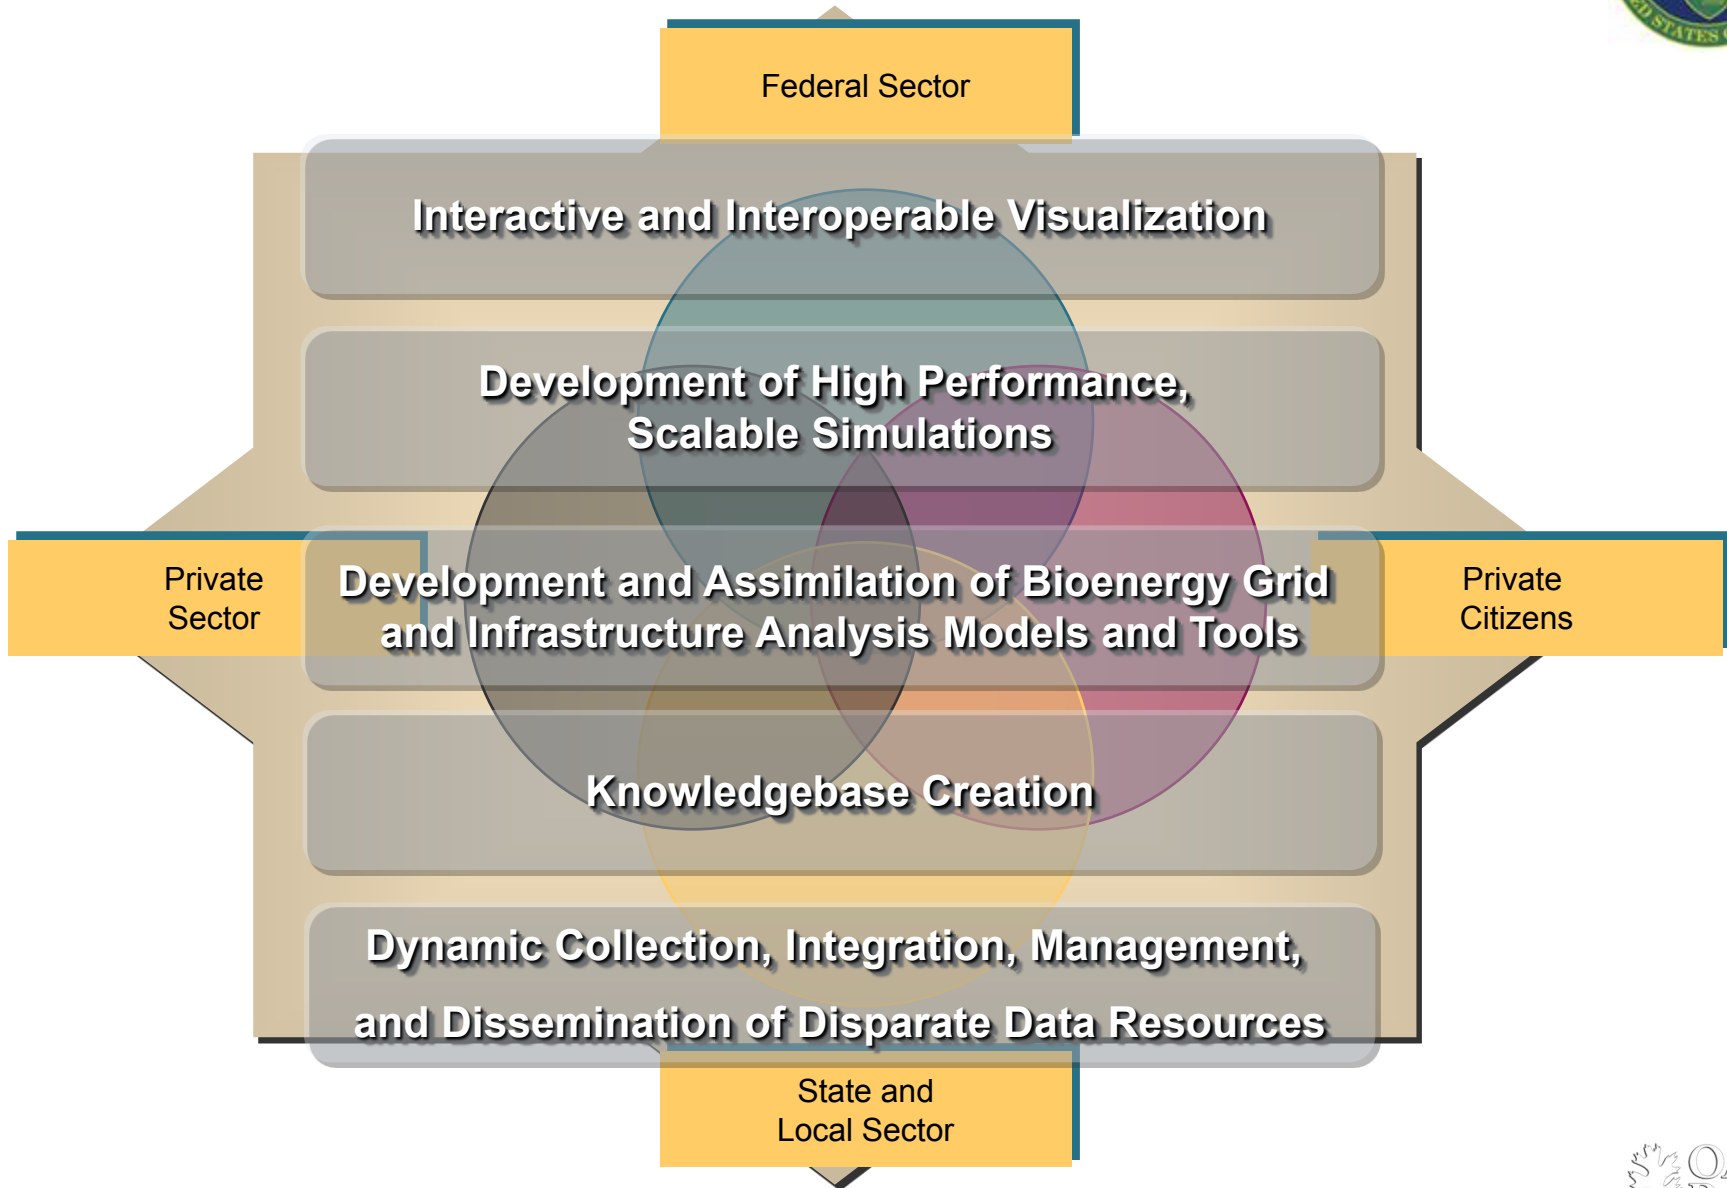 STATES
Federal Sector
Interactive and Interoperable Visualization
Development of High Performance,
Scalable Simulations
Private
Sector
Development and Assimilation of Bioenergy Grid
and Infrastructure Analysis Models and Tools
Private
Citizens
Knowledgebase Creation
Dynamic Collection, Integration, Management,
and Dissemination of Disparate Data Resources
State and
Local Sector